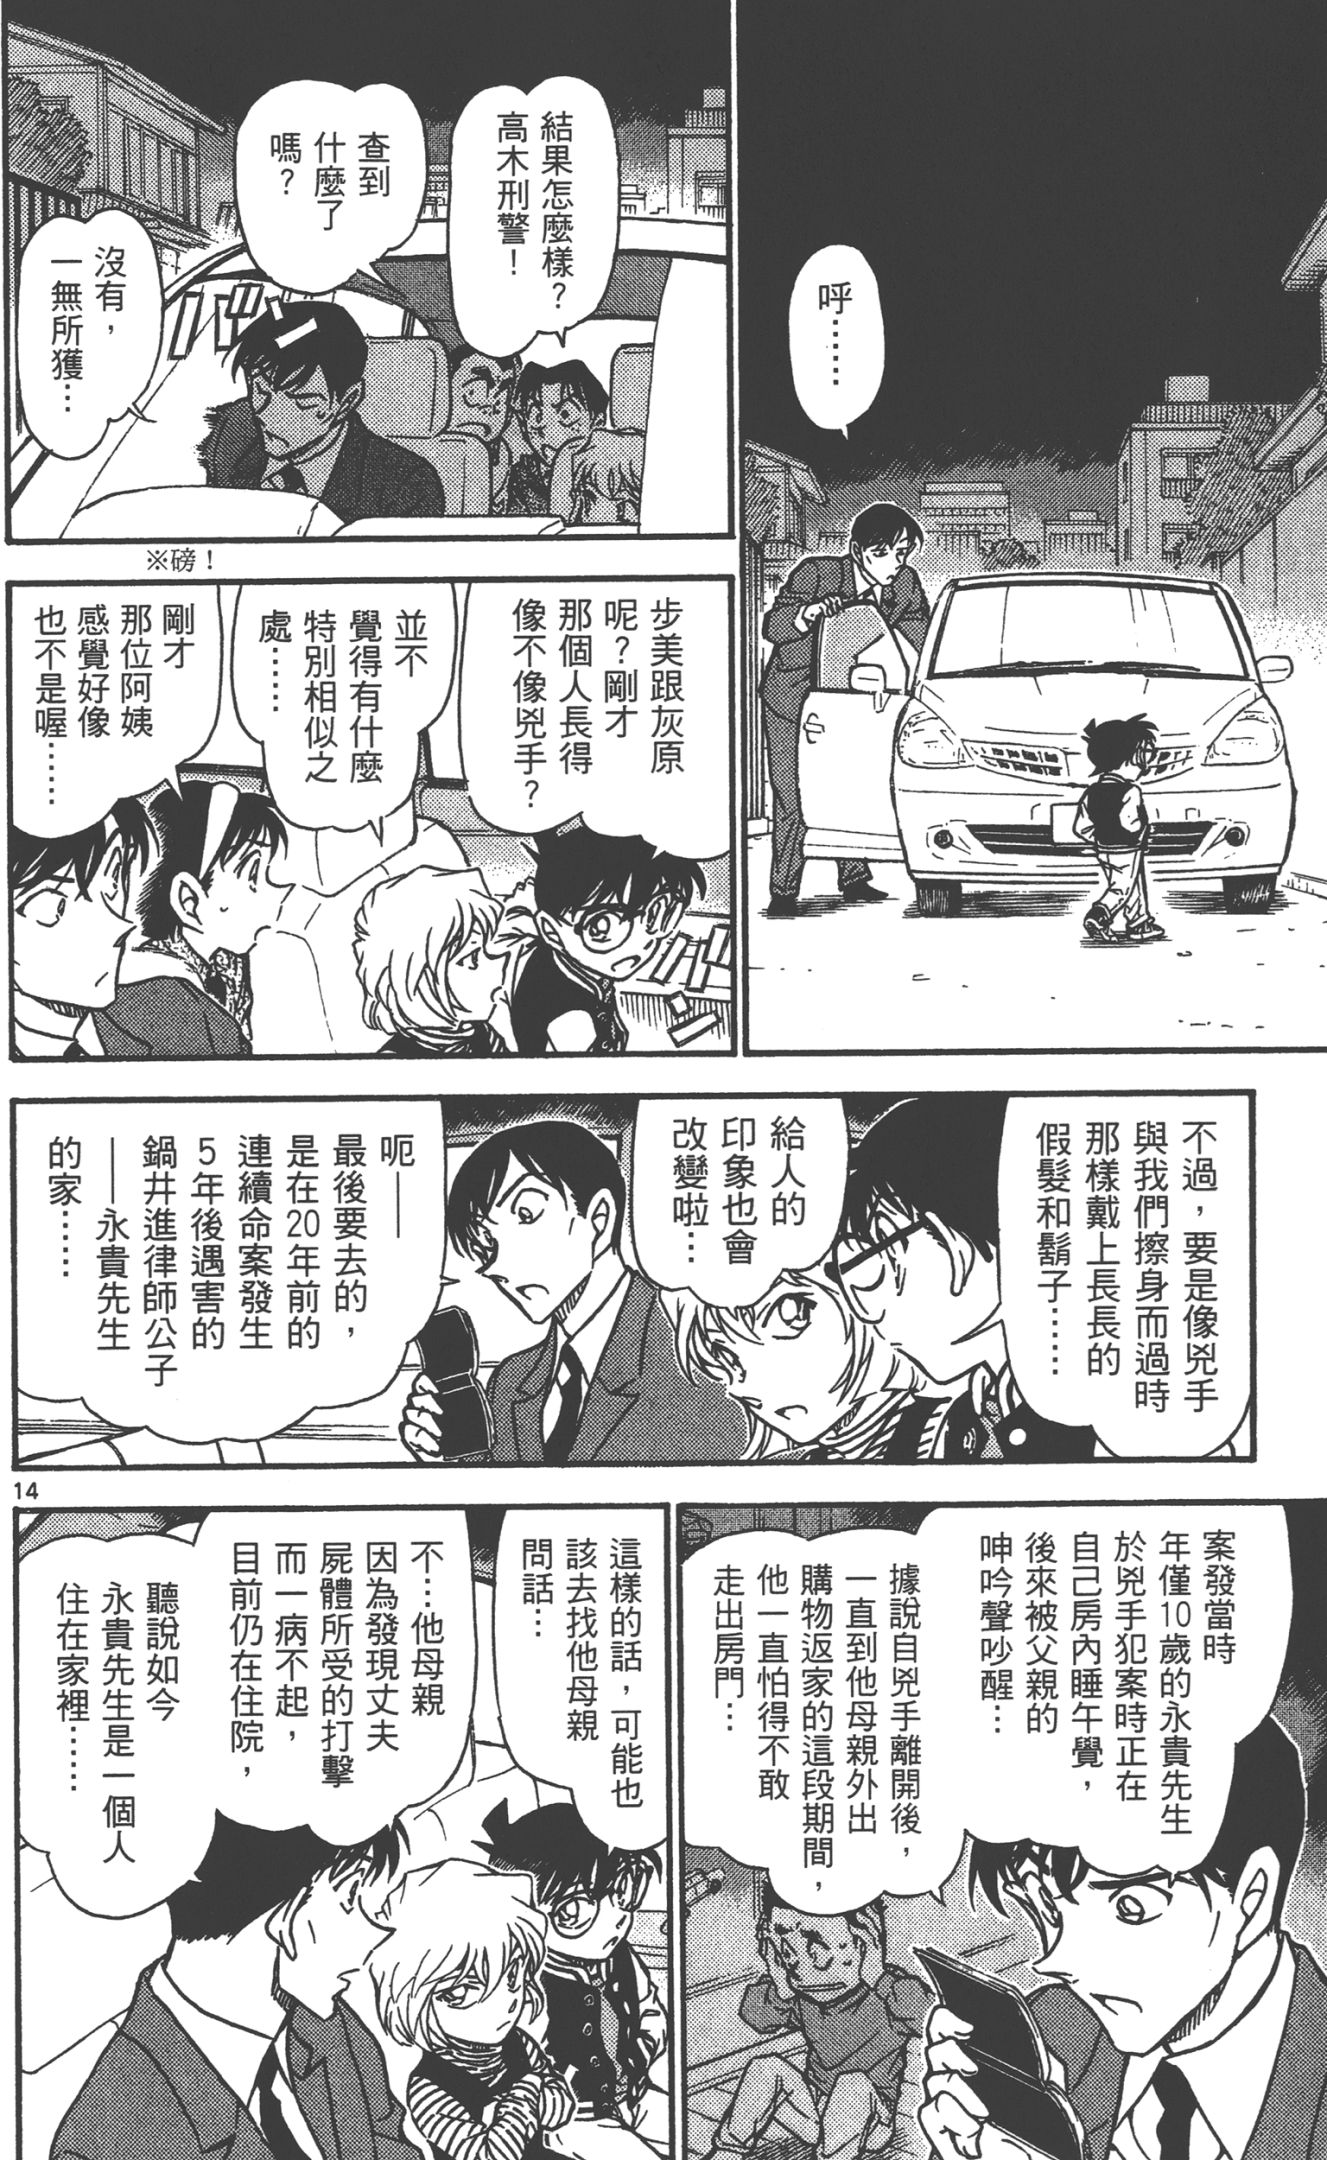 呼……
結果怎麼樣？
高木刑警！
查到
什麼了
嗎？
沒有，
一無所獲…
※磅！
步美跟灰原
呢？剛才
那個人長得
像不像兇手？
並不
覺得有什麼
特別相似之
處……
剛才
那位阿姨
感覺好像
也不是喔……
不過，要是像兇手
與我們擦身而過時
那樣戴上長長的
假髮和鬍子……
給人的
印象也會
改變啦…
呃——
最後要去的，
是在20年前的
連續命案發生
5年後遇害的
鍋井進律師公子
——永貴先生
的家……
14
案發當時
年僅10歲的永貴先生
於兇手犯案時正在
自己房內睡午覺，
後來被父親的
呻吟聲吵醒…
據說自兇手離開後，
一直到他母親外出
購物返家的這段期間，
他一直怕得不敢
走出房門…
這樣的話，可能也
該去找他母親
問話…
不…他母親
因為發現丈夫
屍體所受的打擊
而一病不起，
目前仍在住院，
聽說如今
永貴先生是一個人
住在家裡……